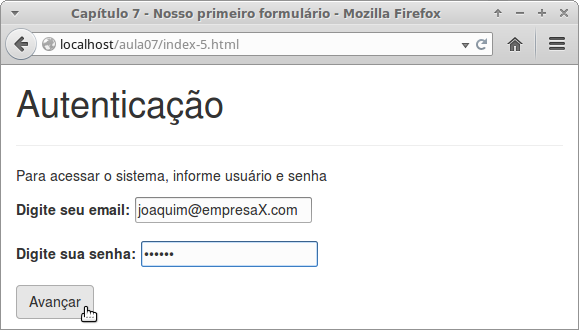 Capítulo 7 - Nosso primeiro formulário - Mozilla Firefox
localhost/aula07/index-5.html
Autenticação
Para acessar o sistema, informe usuário e senha
Digite seu email: joaquim@empresaX.com
Digite sua senha: ••••••
Avançar